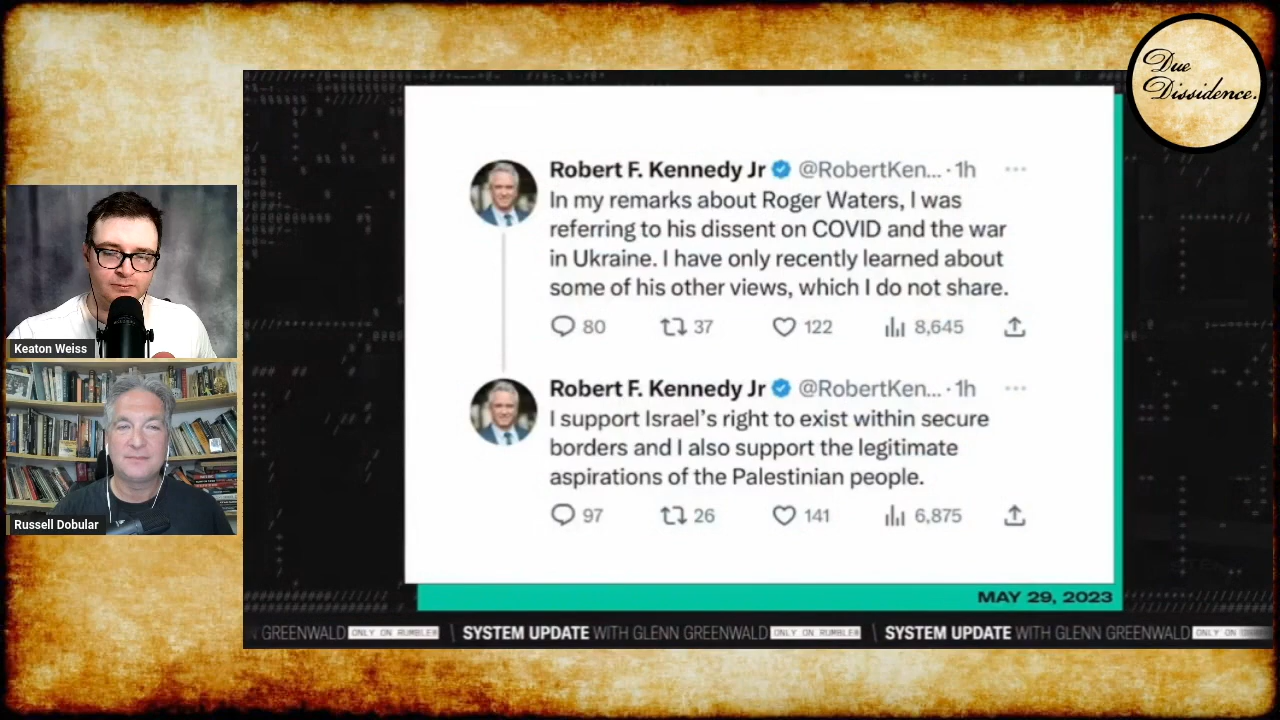 Due
Dissidence.
Robert F. Kennedy Jr @RobertKen... · 1h
In my remarks about Roger Waters, I was
referring to his dissent on COVID and the war
in Ukraine. I have only recently learned about
some of his other views, which I do not share.
80 37 122 8,645
Robert F. Kennedy Jr @RobertKen... · 1h
I support Israel's right to exist within secure
borders and I also support the legitimate
aspirations of the Palestinian people.
97 26 141 6,875
Keaton Weiss
Russell Dobular
MAY 29, 2023
GREENWALD ONLY ON RUMBLE \ SYSTEM UPDATE WITH GLENN GREENWALD ONLY ON RUMBLE \ SYSTEM UPDATE WITH GLENN GREENWALD ONLY ON